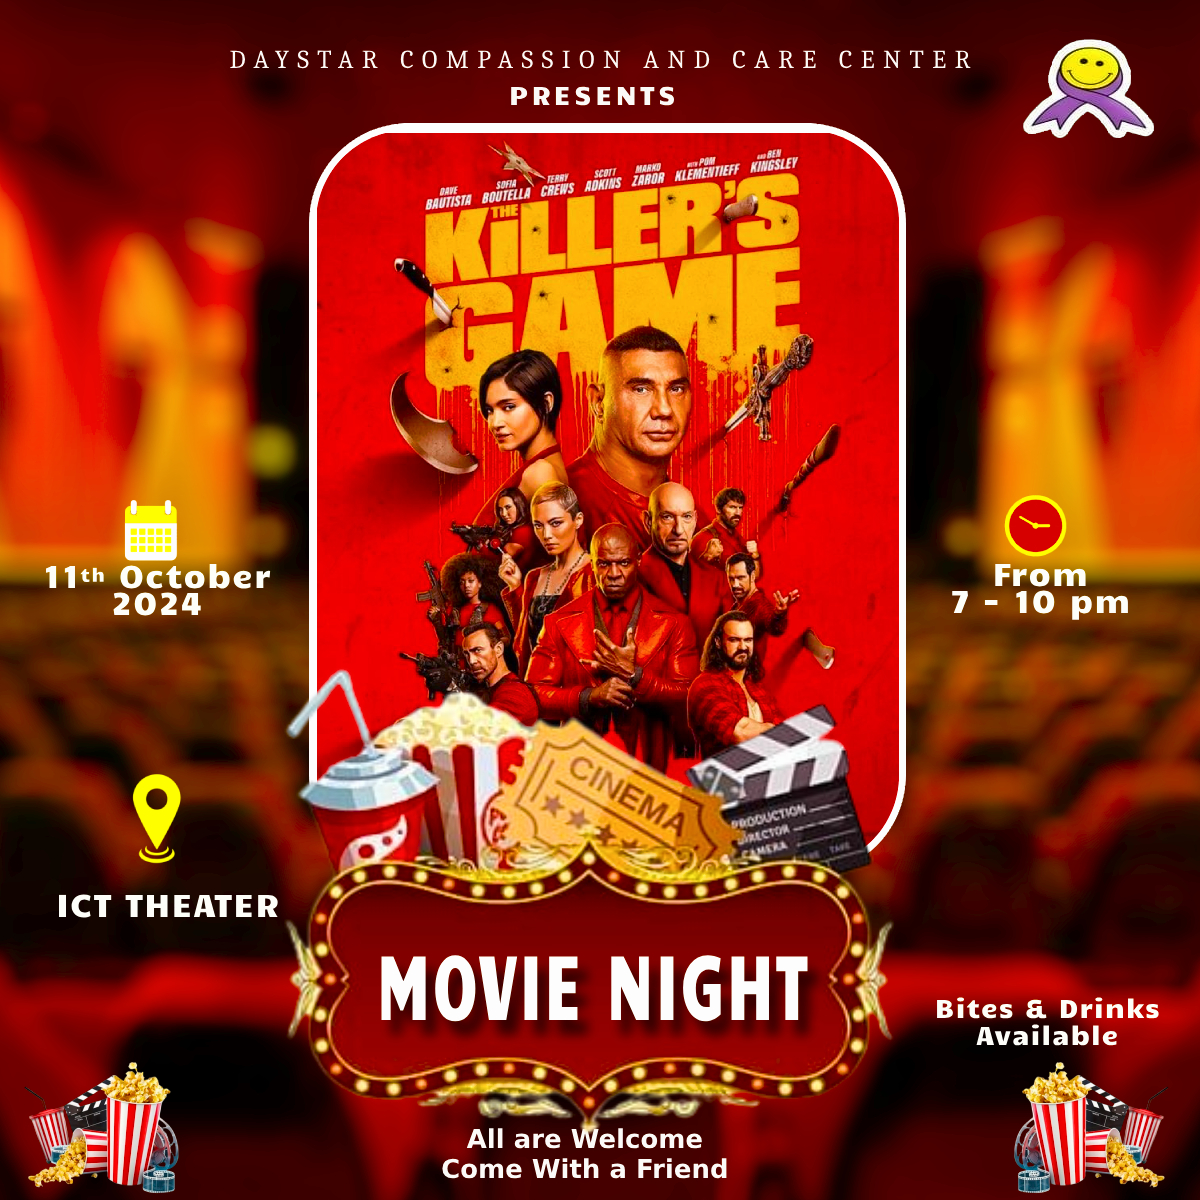 DAYSTAR COMPASSION AND CARE CENTER
PRESENTS
DAVE BAUTISTA SOFIA BOUTELLA TERRY CREWS SCOTT ADKINS MARKO ZAROR WITH POM KLEMENTIEFF AND BEN KINGSLEY
THE
KiLLER'S
GAME
11th October
2024
From
7 - 10 pm
CINEMA
PRODUCTION
DIRECTOR
CAMERA
TAKE
ICT THEATER
MOVIE NIGHT
Bites & Drinks
Available
All are Welcome
Come With a Friend